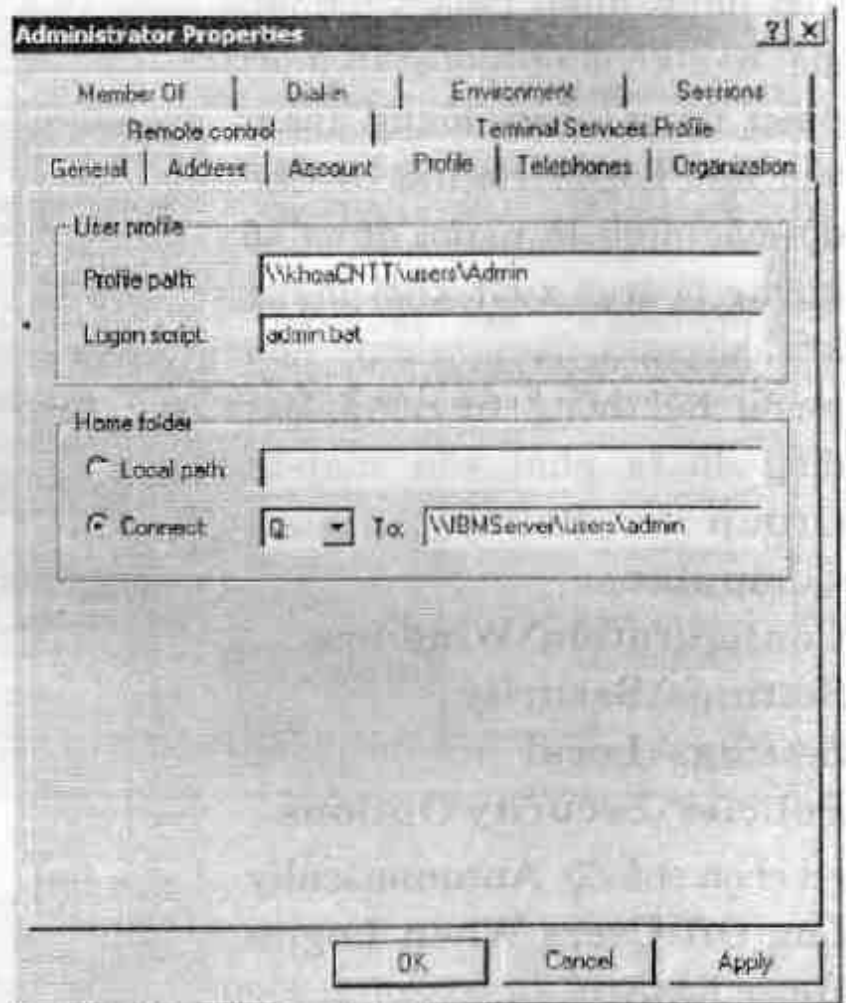 Administrator Properties
Member Of Dial-in Environment Sessions
Remote control Terminal Services Profile
General Address Account Profile Telephones Organization
User profile
Profile path: \\khoaCNTT\users\Admin
Logon script: admin.bat
Home folder
Local path:
Connect Q: To: \\IBMServer\users\admin
OK Cancel Apply